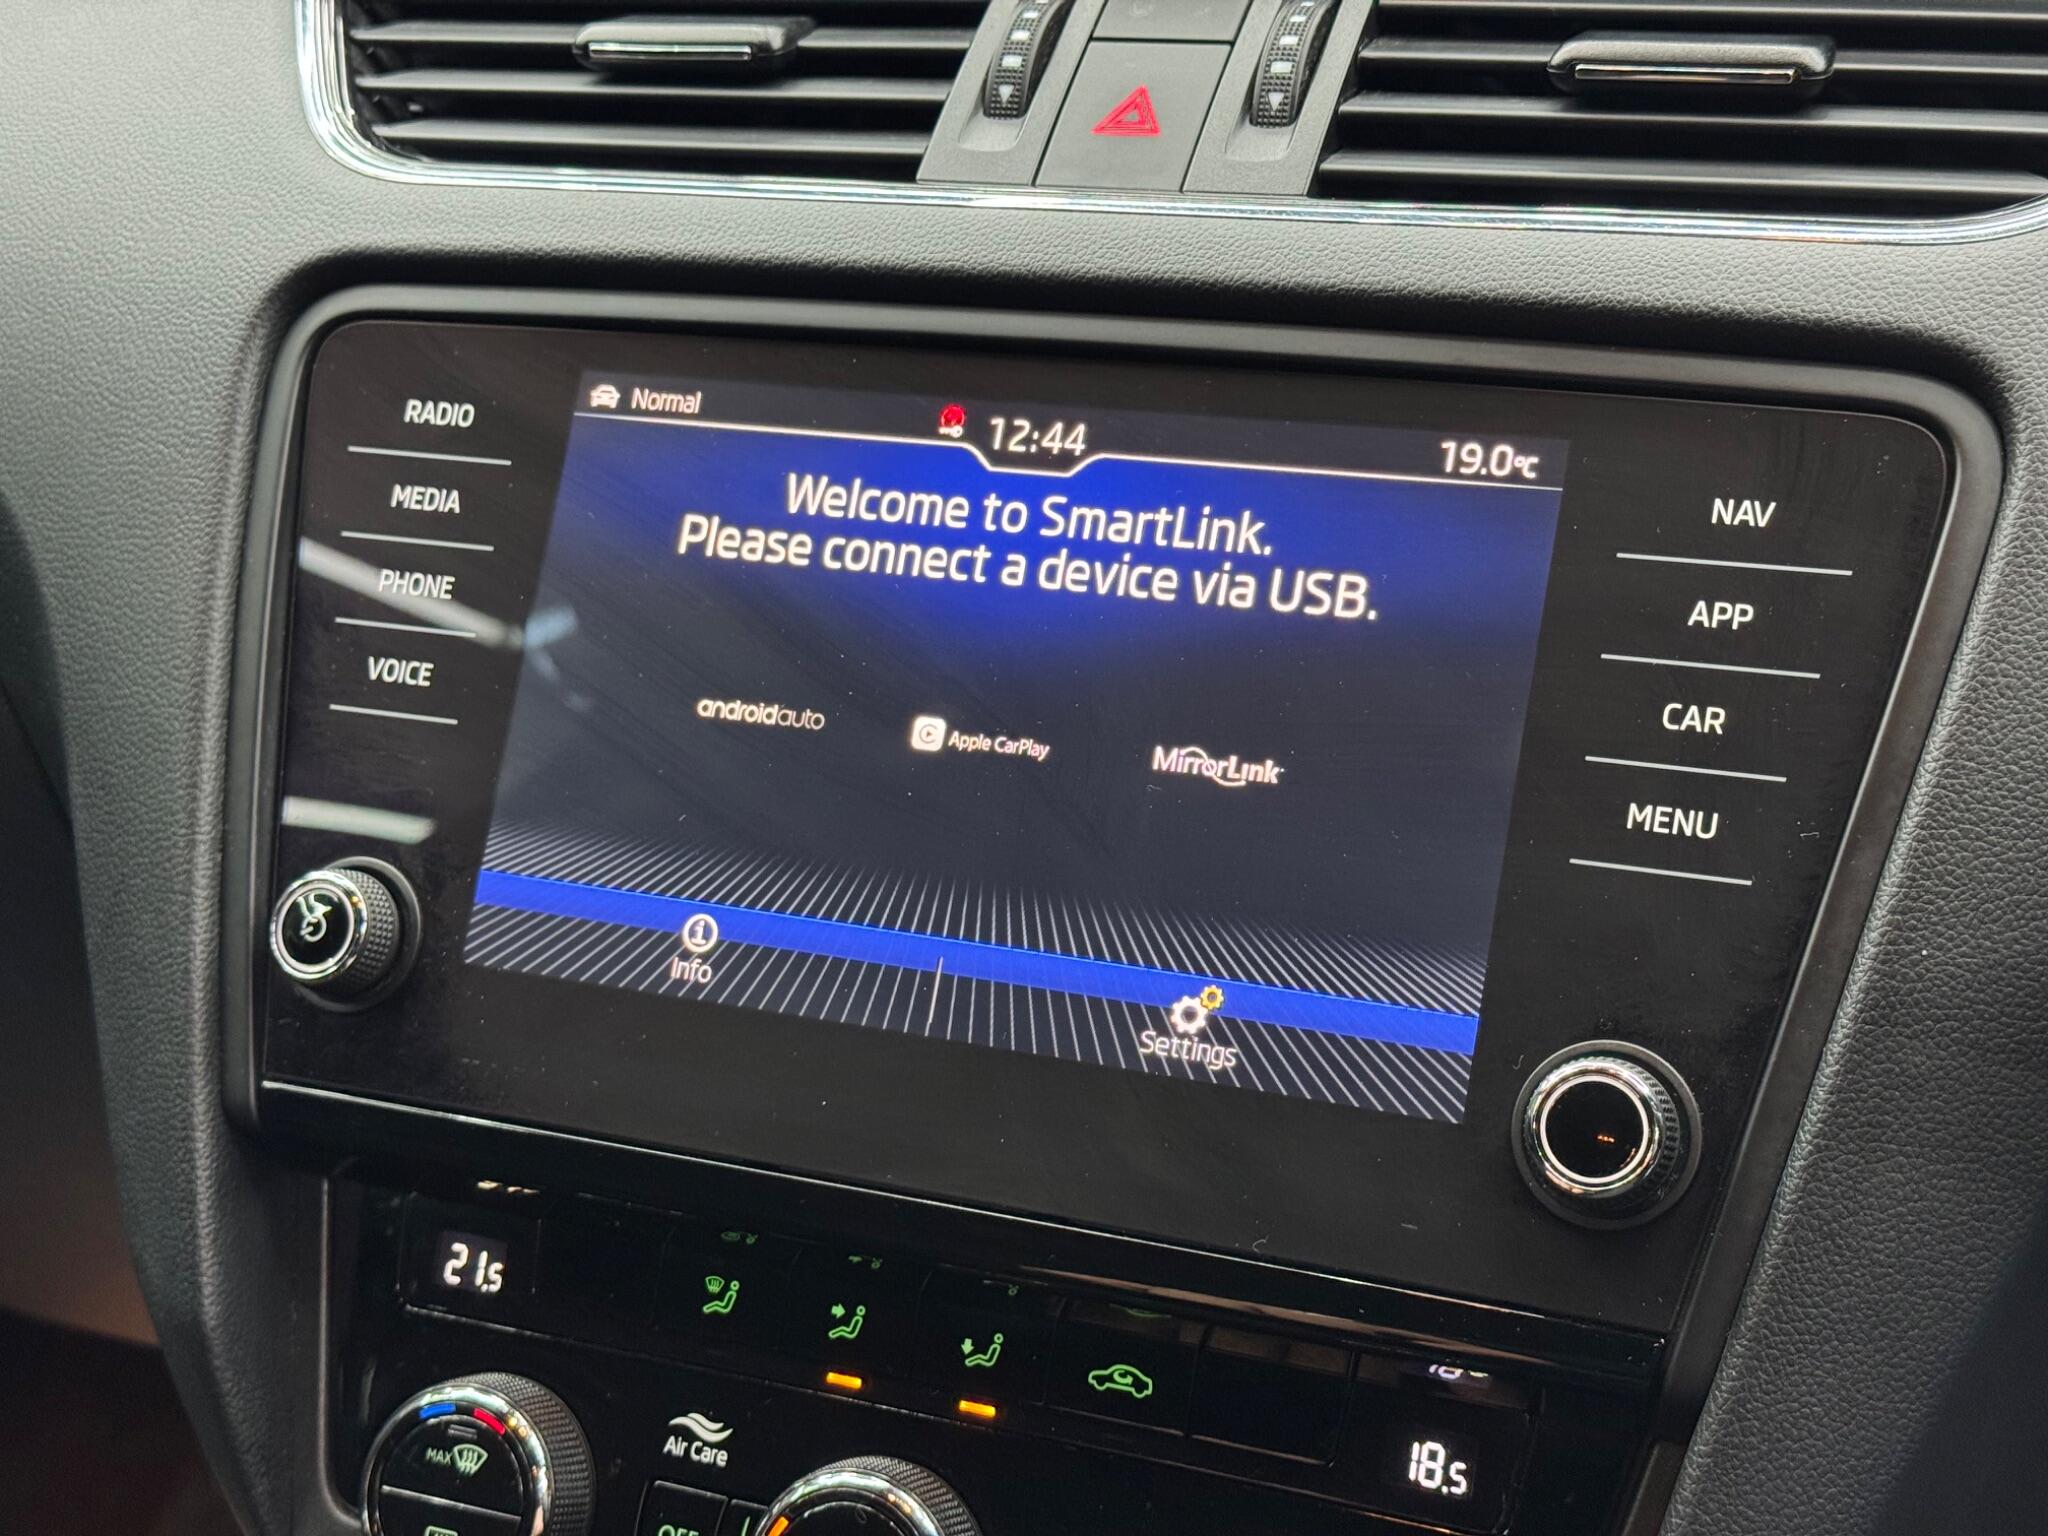 Normal
12:44
19.0°C
RADIO
MEDIA
PHONE
VOICE
Welcome to SmartLink.
Please connect a device via USB.
androidauto
Apple CarPlay
MirrorLink
Info
Settings
NAV
APP
CAR
MENU
21.5
18.5
MAX
Air Care